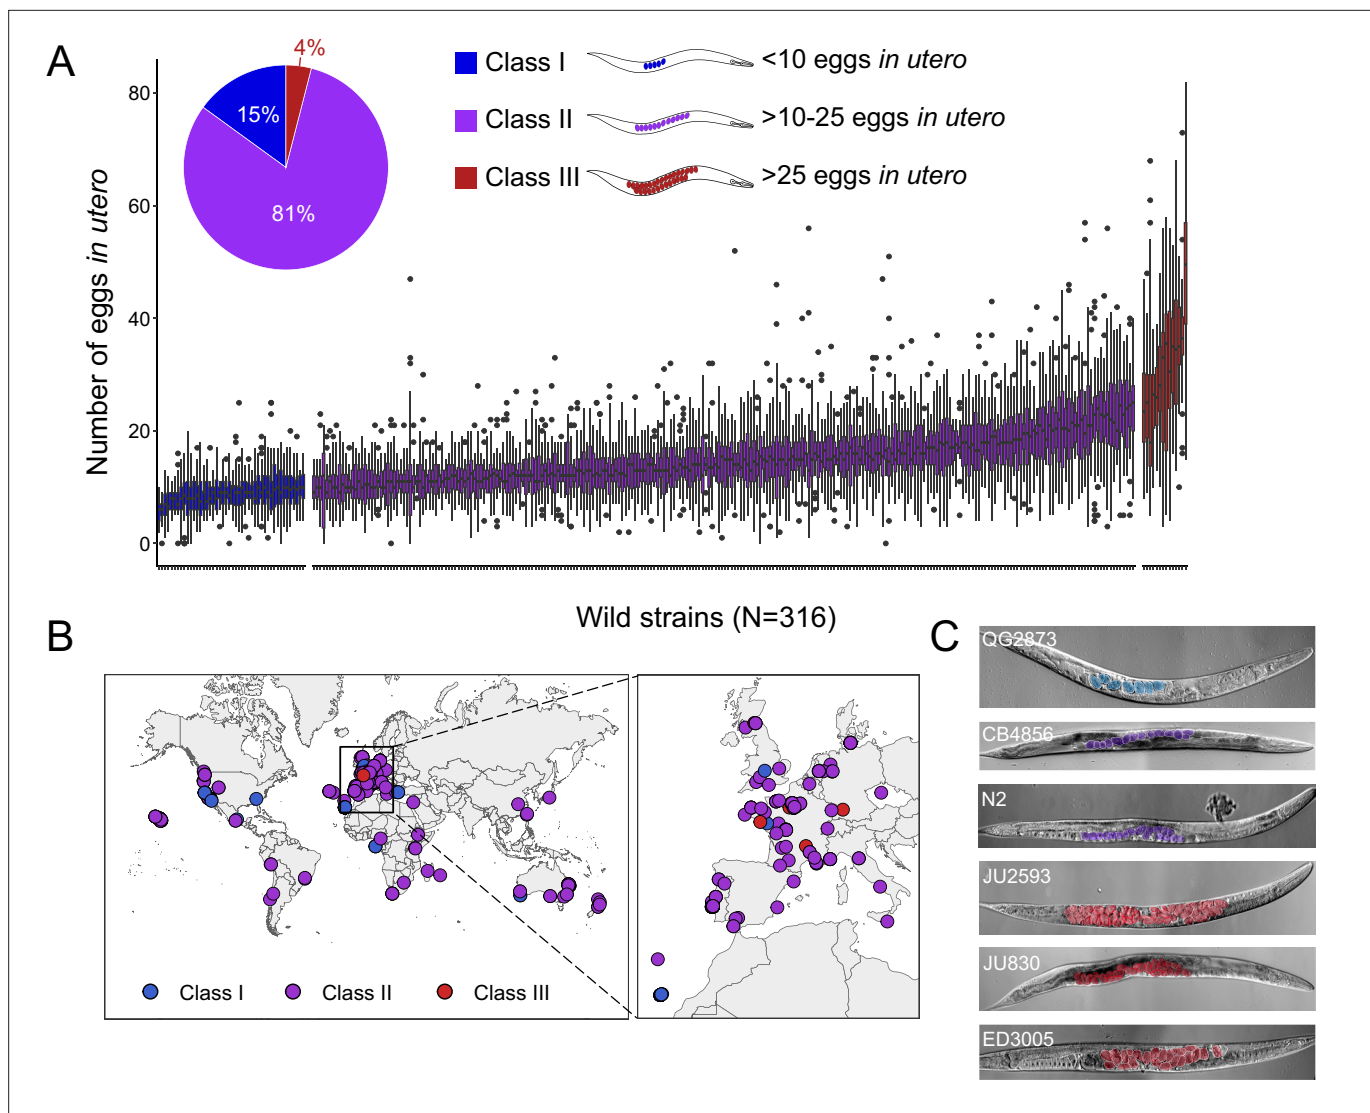 A
4%
15%
81%
Class I
<10 eggs in utero
Class II
>10-25 eggs in utero
Class III
>25 eggs in utero
Number of eggs in utero
80
60
40
20
0
Wild strains (N=316)
B
Class I
Class II
Class III
C
QG2873
CB4856
N2
JU2593
JU830
ED3005